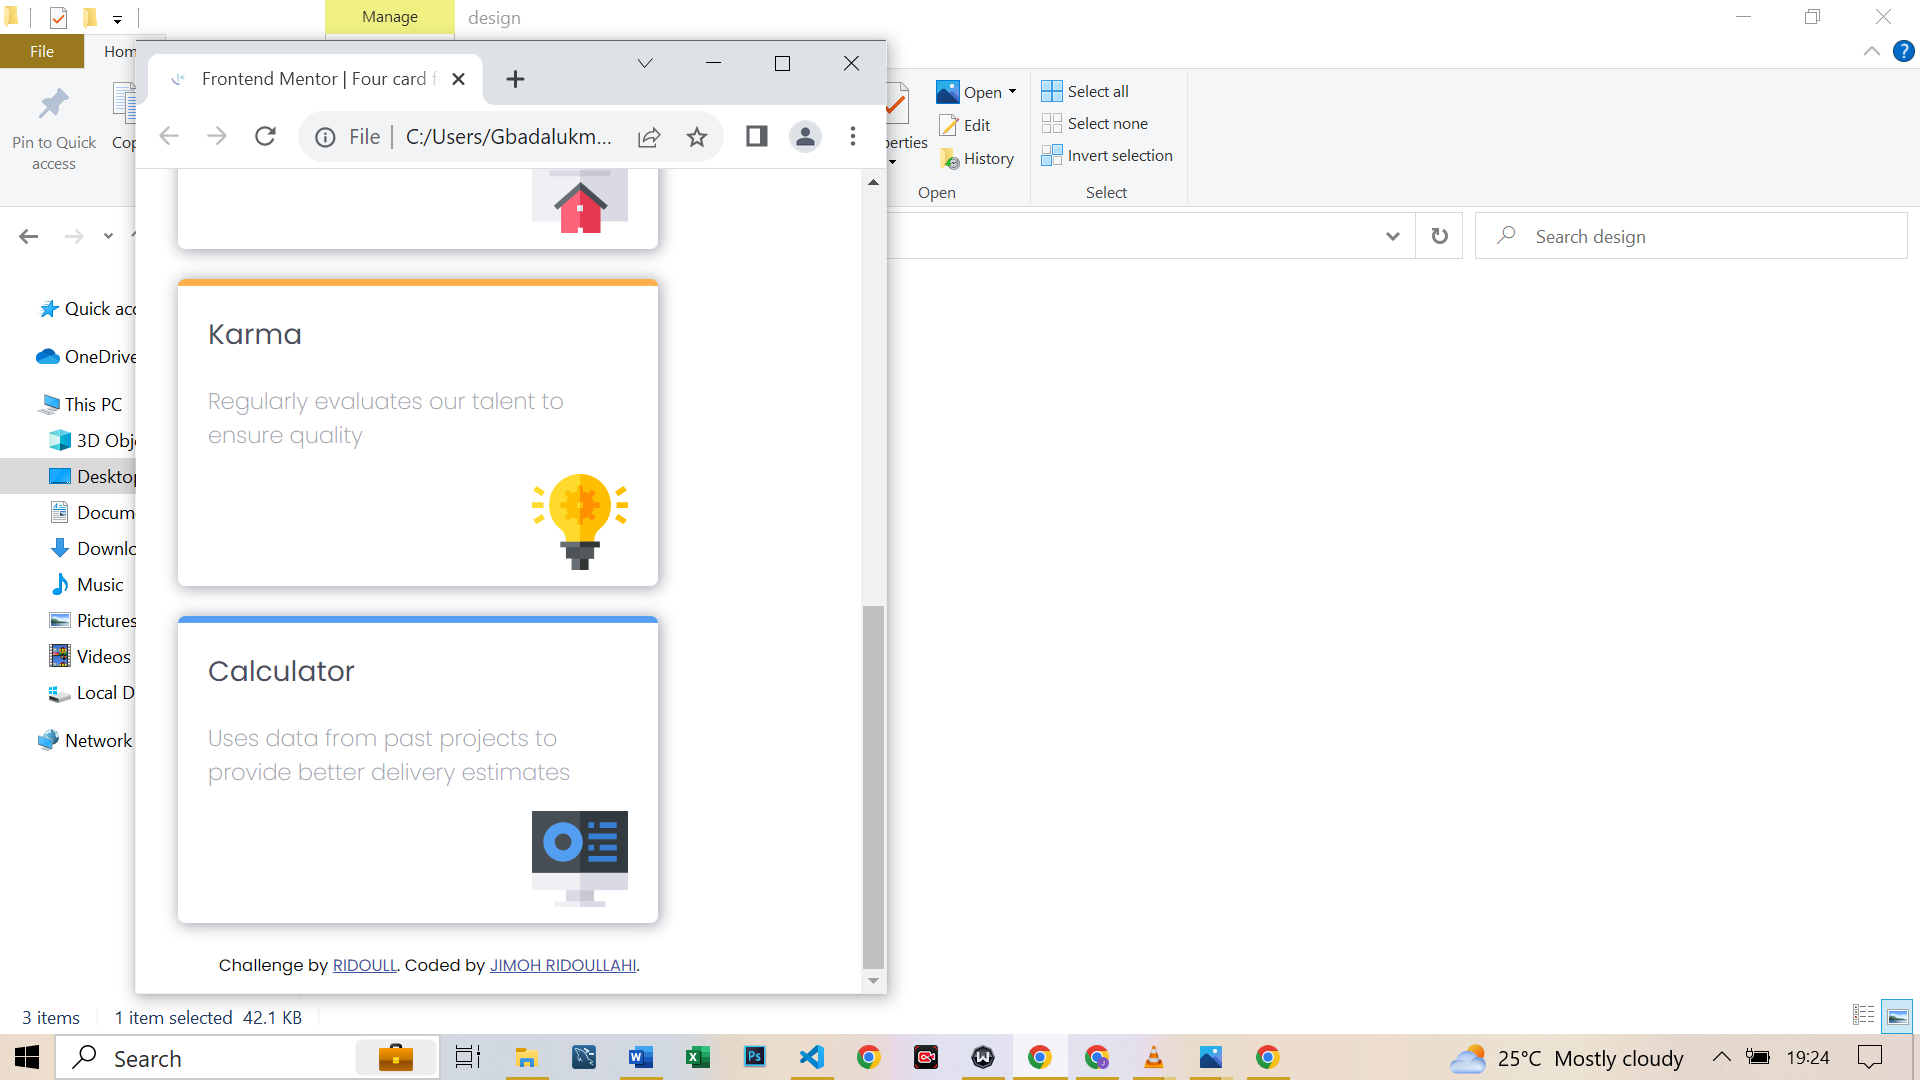 Manage
design
File
Hom
Frontend Mentor | Four card f
File
C:/Users/Gbadalukm...
Pin to Quick
access
Cop
perties
Open
Edit
History
Open
Select all
Select none
Invert selection
Select
Search design
Quick acc
OneDrive
This PC
3D Obje
Desktop
Docum
Downlo
Music
Pictures
Videos
Local D
Network
Karma
Regularly evaluates our talent to
ensure quality
Calculator
Uses data from past projects to
provide better delivery estimates
Challenge by RIDOULL. Coded by JIMOH RIDOULLAHI.
3 items
1 item selected 42.1 KB
Search
25°C Mostly cloudy
19:24